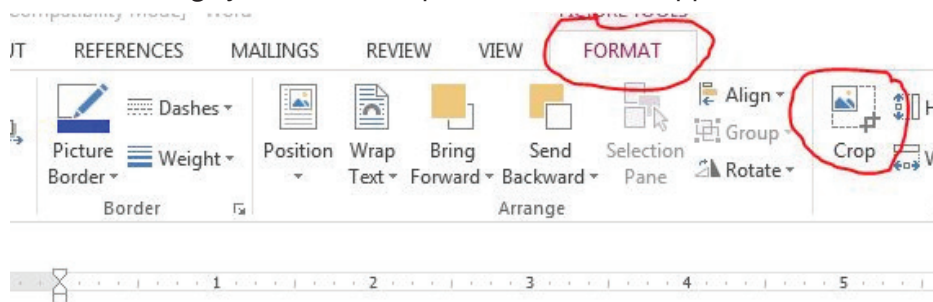 REFERENCES MAILINGS REVIEW VIEW FORMAT
Dashes
Align
H
Group
Picture Weight Position Wrap Bring Send Selection Crop
Border Text Forward Backward Pane Rotate
Border Arrange
1 2 3 4 5